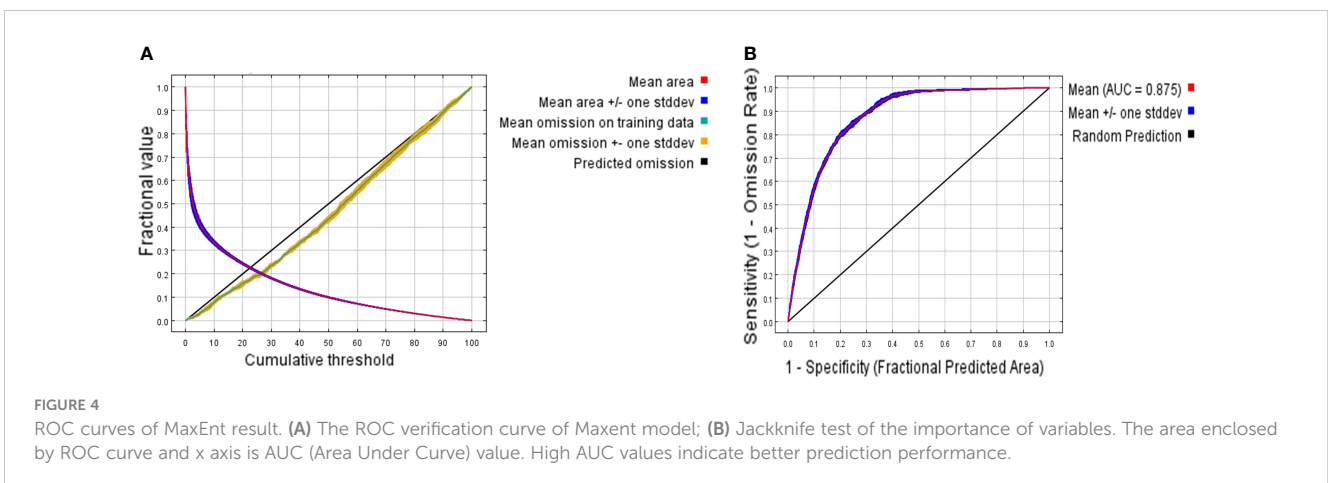 A
Fractional value
1.0
0.9
0.8
0.7
0.6
0.5
0.4
0.3
0.2
0.1
0.0
0 10 20 30 40 50 60 70 80 90 100
Cumulative threshold
Mean area
Mean area +/- one stddev
Mean omission on training data
Mean omission +- one stddev
Predicted omission
B
Sensitivity (1 - Omission Rate)
1.0
0.9
0.8
0.7
0.6
0.5
0.4
0.3
0.2
0.1
0.0
0.0 0.1 0.2 0.3 0.4 0.5 0.6 0.7 0.8 0.9 1.0
1 - Specificity (Fractional Predicted Area)
Mean (AUC = 0.875)
Mean +/- one stddev
Random Prediction
FIGURE 4
ROC curves of MaxEnt result. (A) The ROC verification curve of Maxent model; (B) Jackknife test of the importance of variables. The area enclosed
by ROC curve and x axis is AUC (Area Under Curve) value. High AUC values indicate better prediction performance.